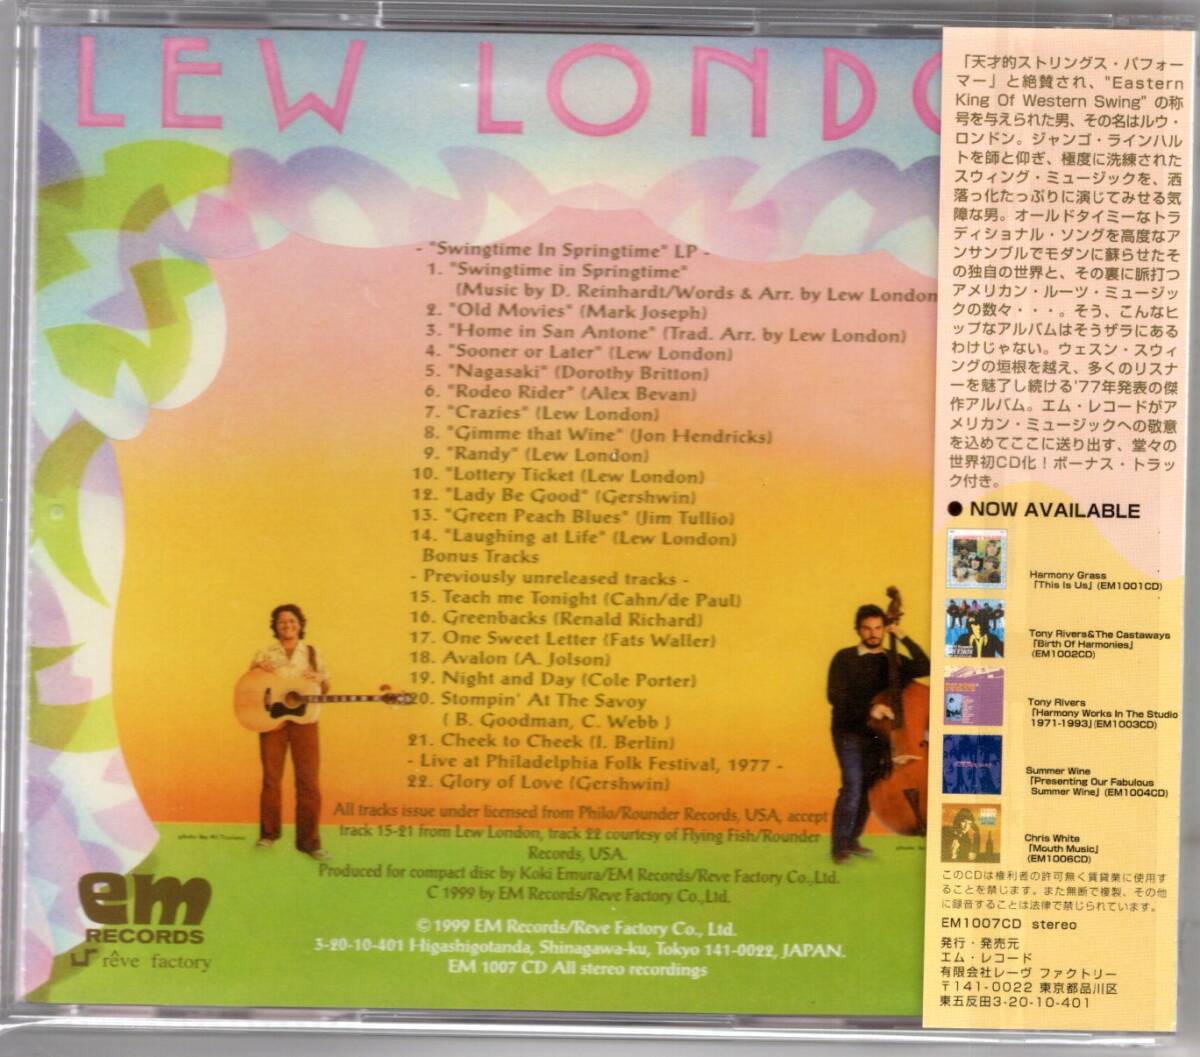 LEW LONDO
- "Swingtime In Springtime" LP -
1. "Swingtime in Springtime"
(Music by D. Reinhardt/Words & Arr. by Lew London
2. "Old Movies" (Mark Joseph)
3. "Home in San Antone" (Trad. Arr. by Lew London)
4. "Sooner or Later" (Lew London)
5. "Nagasaki" (Dorothy Britton)
6. "Rodeo Rider" (Alex Bevan)
7. "Crazies" (Lew London)
8. "Gimme that Wine" (Jon Hendricks)
9. "Randy" (Lew London)
10. "Lottery Ticket (Lew London)
12. "Lady Be Good" (Gershwin)
13. "Green Peach Blues" (Jim Tullio)
14. "Laughing at Life" (Lew London)
Bonus Tracks
- Previously unreleased tracks -
15. Teach me Tonight (Cahn/de Paul)
16. Greenbacks (Renald Richard)
17. One Sweet Letter (Fats Waller)
18. Avalon (A. Jolson)
19. Night and Day (Cole Porter)
20. Stompin' At The Savoy
( B. Goodman, C. Webb )
21. Cheek to Cheek (I. Berlin)
- Live at Philadelphia Folk Festival, 1977 -
22. Glory of Love (Gershwin)
All tracks issue under licensed from Philo/Rounder Records, USA, accept
track 15-21 from Lew London, track 22 courtesy of Flying Fish/Rounder
Records, USA.
Produced for compact disc by Koki Emura/EM Records/Reve Factory Co.,Ltd.
C 1999 by EM Records/Reve Factory Co.,Ltd.
© 1999 EM Records/Reve Factory Co., Ltd.
3-20-10-401 Higashigotanda, Shinagawa-ku, Tokyo 141-0022, JAPAN.
EM 1007 CD All stereo recordings
photo by
em
RECORDS
rêve factory
「天才的ストリングス・パフォー
マー」と絶賛され、"Eastern
King Of Western Swing" の称
号を与えられた男、その名はルウ・
ロンドン。ジャンゴ・ラインハル
トを師と仰ぎ、極度に洗練された
スウィング・ミュージックを、洒
落っ化たっぷりに演じてみせる気
障な男。オールドタイミーなトラ
ディショナル・ソングを高度なア
ンサンブルでモダンに蘇らせたそ
の独自の世界と、その裏に脈打つ
アメリカン・ルーツ・ミュージッ
クの数々・・・。そう、こんなヒ
ップなアルバムはそうザラにある
わけじゃない。ウェスン・スウィ
ングの垣根を越え、多くのリスナ
ーを魅了し続ける'77年発表の傑
作アルバム。エム・レコードがア
メリカン・ミュージックへの敬意
を込めてここに送り出す、堂々の
世界初CD化！ボーナス・トラッ
ク付き。
● NOW AVAILABLE
Harmony Grass
「This Is Us」(EM1001CD)
Tony Rivers&The Castaways
「Birth Of Harmonies」
(EM1002CD)
Tony Rivers
「Harmony Works In The Studio
1971-1993」(EM1003CD)
Summer Wine
「Presenting Our Fabulous
Summer Wine」(EM1004CD)
Chris White
「Mouth Music」
(EM1006CD)
このCDは権利者の許可無く賃貸業に使用す
ることを禁じます。また無断で複製、その他
に録音することは法律で禁じられています。
EM1007CD stereo
発行・発売元
エム・レコード
有限会社レーヴ ファクトリー
〒141-0022 東京都品川区
東五反田3-20-10-401